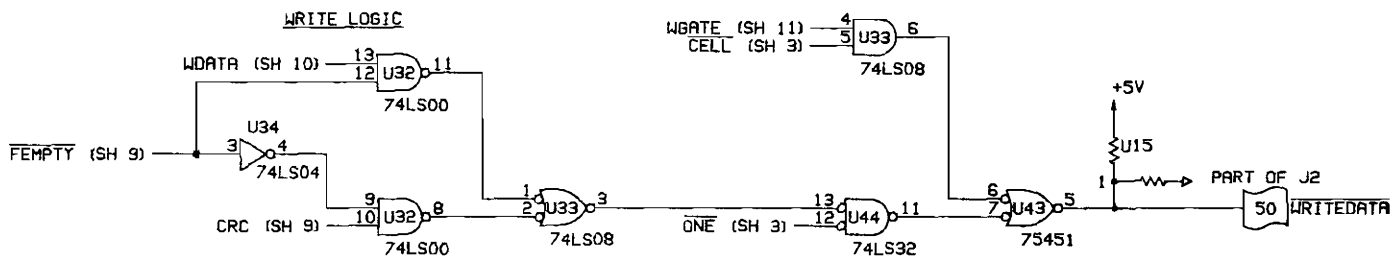 WRITE LOGIC
WDATA (SH 10)
13
12
U32
11
74LS00
FEMPTY (SH 9)
3
U34
4
74LS04
CRC (SH 9)
9
10
U32
8
74LS00
1
2
U33
3
74LS08
WGATE (SH 11)
CELL (SH 3)
4
5
U33
6
74LS08
ONE (SH 3)
13
12
U44
11
74LS32
6
7
U43
5
75451
+5V
U15
1
PART OF J2
50
WRITEDATA